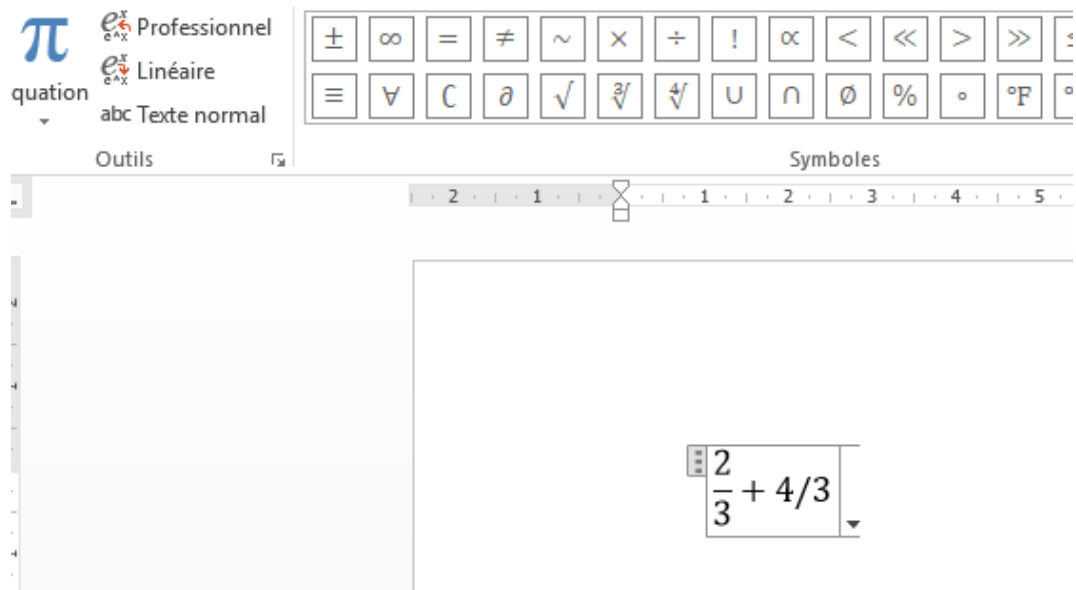 π
Professionnel
Linéaire
quation
abc Texte normal
Outils
± ∞ = ≠ ~ × ÷ ! ∝ < ≪ > ≫ ≤
≡ ∀ ∁ ∂ √ ∛ ∜ ∪ ∩ ∅ % ° °F
Symboles
2 1 1 2 3 4 5
2/3 + 4/3